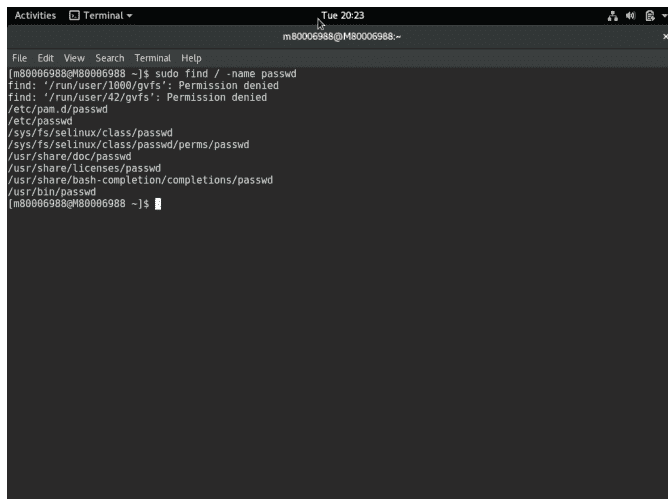 Activities Terminal Tue 20:23
m80006988@M80006988:~
File Edit View Search Terminal Help
[m80006988@M80006988 ~]$ sudo find / -name passwd
find: ‘/run/user/1000/gvfs’: Permission denied
find: ‘/run/user/42/gvfs’: Permission denied
/etc/pam.d/passwd
/etc/passwd
/sys/fs/selinux/class/passwd
/sys/fs/selinux/class/passwd/perms/passwd
/usr/share/doc/passwd
/usr/share/licenses/passwd
/usr/share/bash-completion/completions/passwd
/usr/bin/passwd
[m80006988@M80006988 ~]$